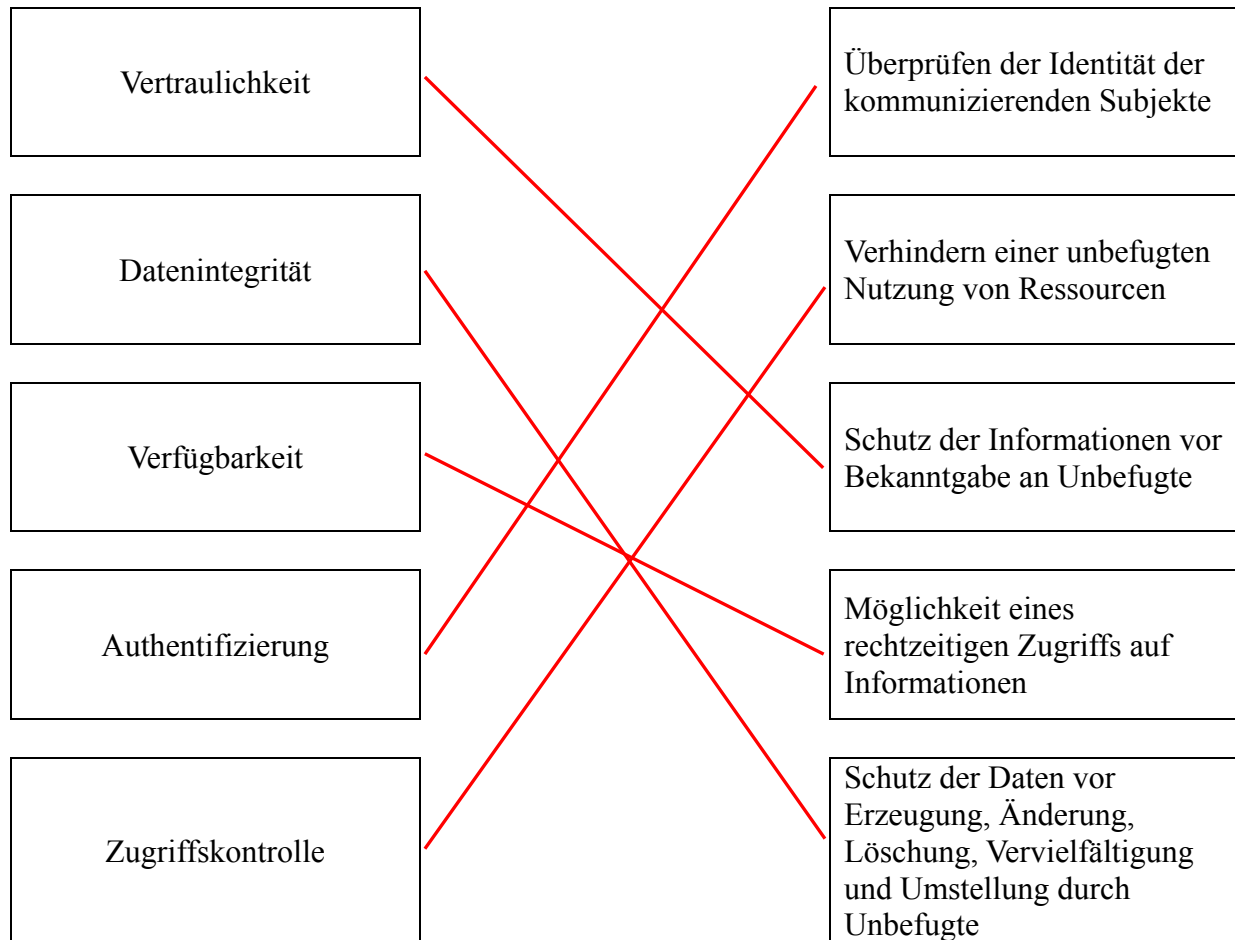 Vertraulichkeit
Überprüfen der Identität der
kommunizierenden Subjekte
Datenintegrität
Verhindern einer unbefugten
Nutzung von Ressourcen
Verfügbarkeit
Schutz der Informationen vor
Bekanntgabe an Unbefugte
Authentifizierung
Möglichkeit eines
rechtzeitigen Zugriffs auf
Informationen
Zugriffskontrolle
Schutz der Daten vor
Erzeugung, Änderung,
Löschung, Vervielfältigung
und Umstellung durch
Unbefugte